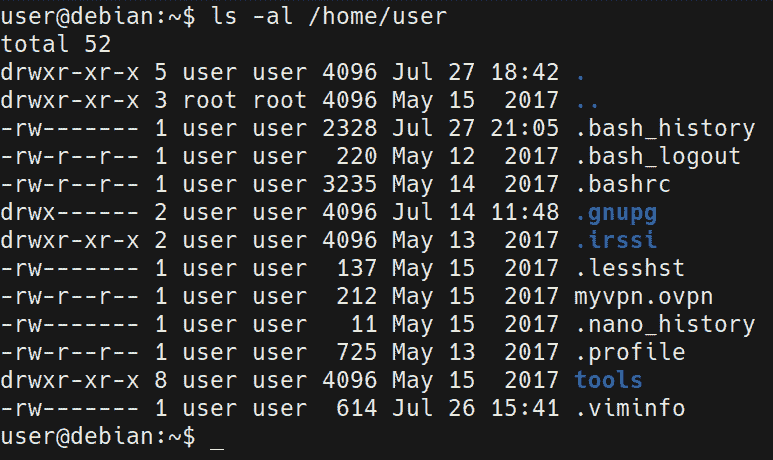 user@debian:~$ ls -al /home/user
total 52
drwxr-xr-x 5 user user 4096 Jul 27 18:42 .
drwxr-xr-x 3 root root 4096 May 15  2017 ..
-rw------- 1 user user 2328 Jul 27 21:05 .bash_history
-rw-r--r-- 1 user user  220 May 12  2017 .bash_logout
-rw-r--r-- 1 user user 3235 May 14  2017 .bashrc
drwx------ 2 user user 4096 Jul 14 11:48 .gnupg
drwxr-xr-x 2 user user 4096 May 13  2017 .irssi
-rw------- 1 user user  137 May 15  2017 .lesshst
-rw-r--r-- 1 user user  212 May 15  2017 myvpn.ovpn
-rw------- 1 user user   11 May 15  2017 .nano_history
-rw-r--r-- 1 user user  725 May 13  2017 .profile
drwxr-xr-x 8 user user 4096 May 15  2017 tools
-rw------- 1 user user  614 Jul 26 15:41 .viminfo
user@debian:~$ _